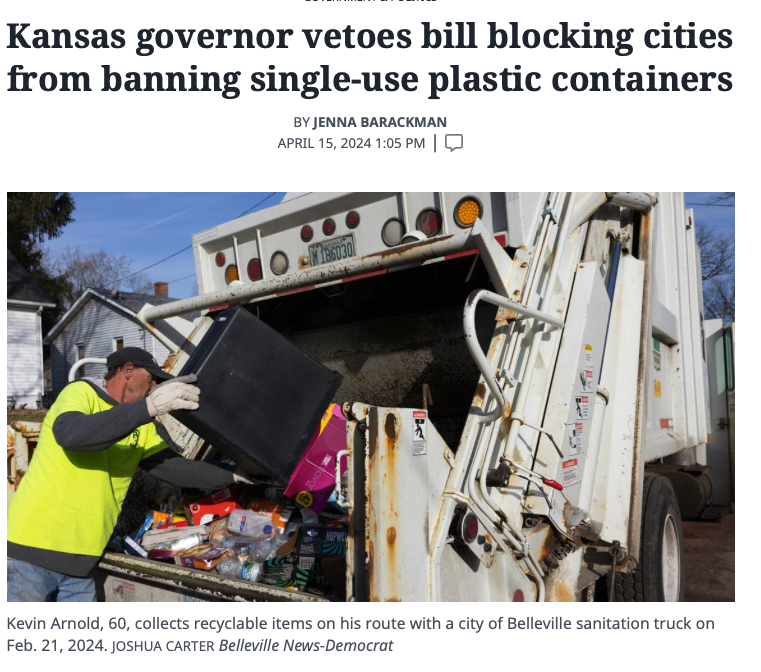 Kansas governor vetoes bill blocking cities
from banning single-use plastic containers
BY JENNA BARACKMAN
APRIL 15, 2024 1:05 PM
M 186030
HOPWELL
Kevin Arnold, 60, collects recyclable items on his route with a city of Belleville sanitation truck on
Feb. 21, 2024. JOSHUA CARTER Belleville News-Democrat